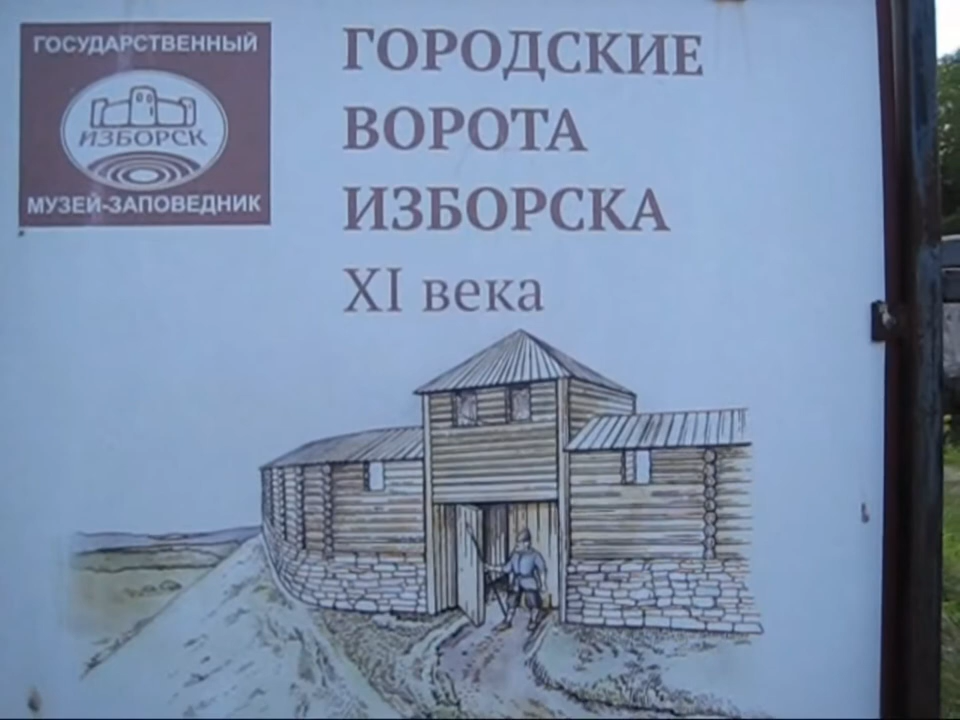 ГОСУДАРСТВЕННЫЙ
ИЗБОРСК
МУЗЕЙ-ЗАПОВЕДНИК
ГОРОДСКИЕ
ВОРОТА
ИЗБОРСКА
XI века